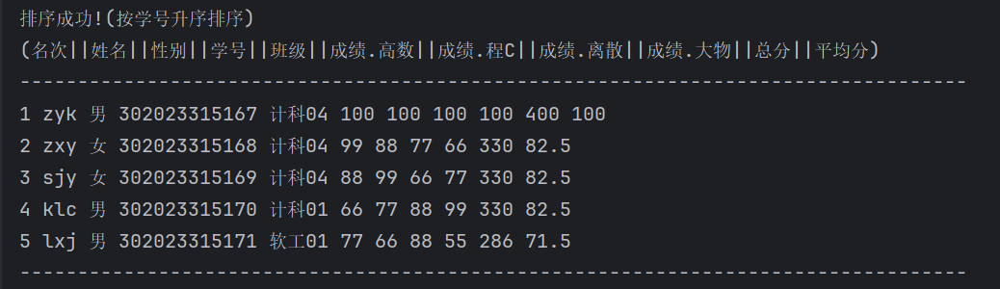 排序成功!(按学号升序排序)
(名次||姓名||性别||学号||班级||成绩.高数||成绩.程C||成绩.离散||成绩.大物||总分||平均分)
----------------------------------------------------------------------------------
1 zyk 男 302023315167 计科04 100 100 100 100 400 100
2 zxy 女 302023315168 计科04 99 88 77 66 330 82.5
3 sjy 女 302023315169 计科04 88 99 66 77 330 82.5
4 klc 男 302023315170 计科01 66 77 88 99 330 82.5
5 lxj 男 302023315171 软工01 77 66 88 55 286 71.5
----------------------------------------------------------------------------------